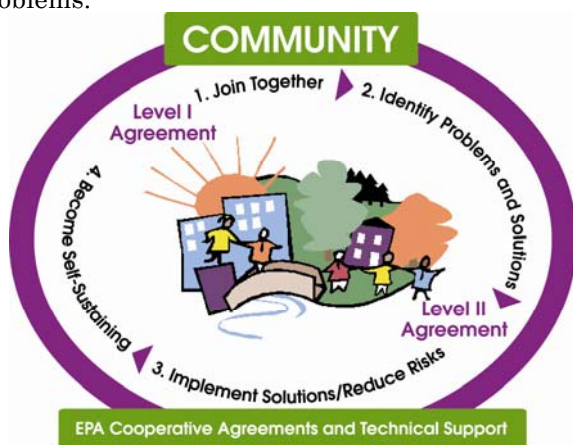 oblems.
COMMUNITY
1. Join Together
2. Identify Problems and Solutions
Level I
Agreement
Level II
Agreement
3. Implement Solutions/Reduce Risks
4. Become Self-Sustaining
EPA Cooperative Agreements and Technical Support